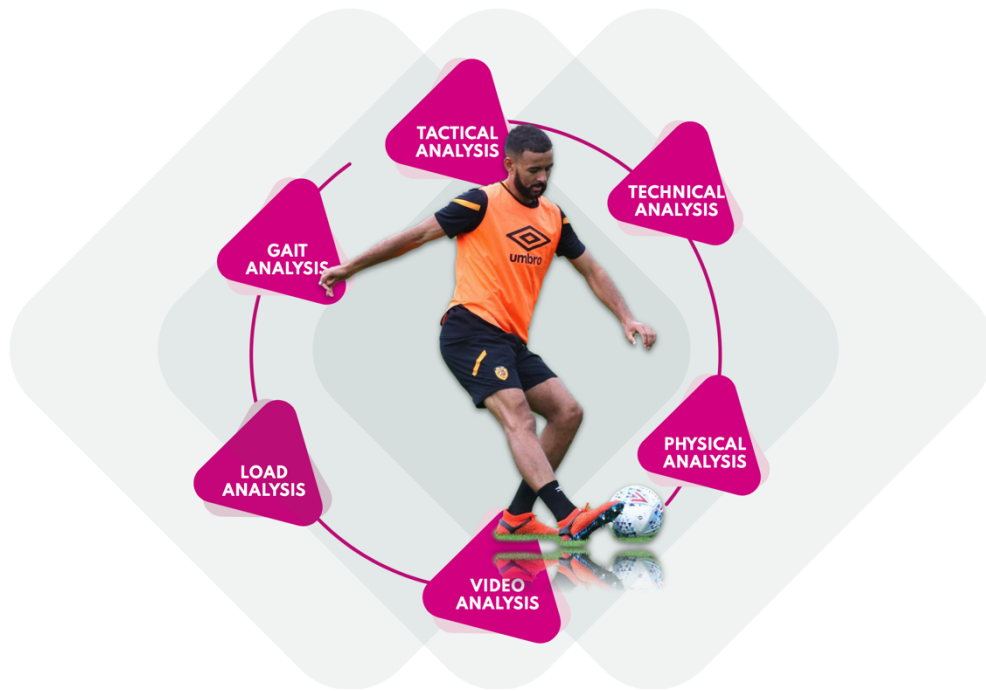 TACTICAL
ANALYSIS
TECHNICAL
ANALYSIS
GAIT
ANALYSIS
umbro
PHYSICAL
ANALYSIS
LOAD
ANALYSIS
VIDEO
ANALYSIS